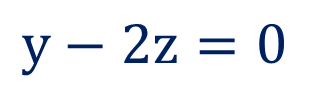 y − 2z = 0